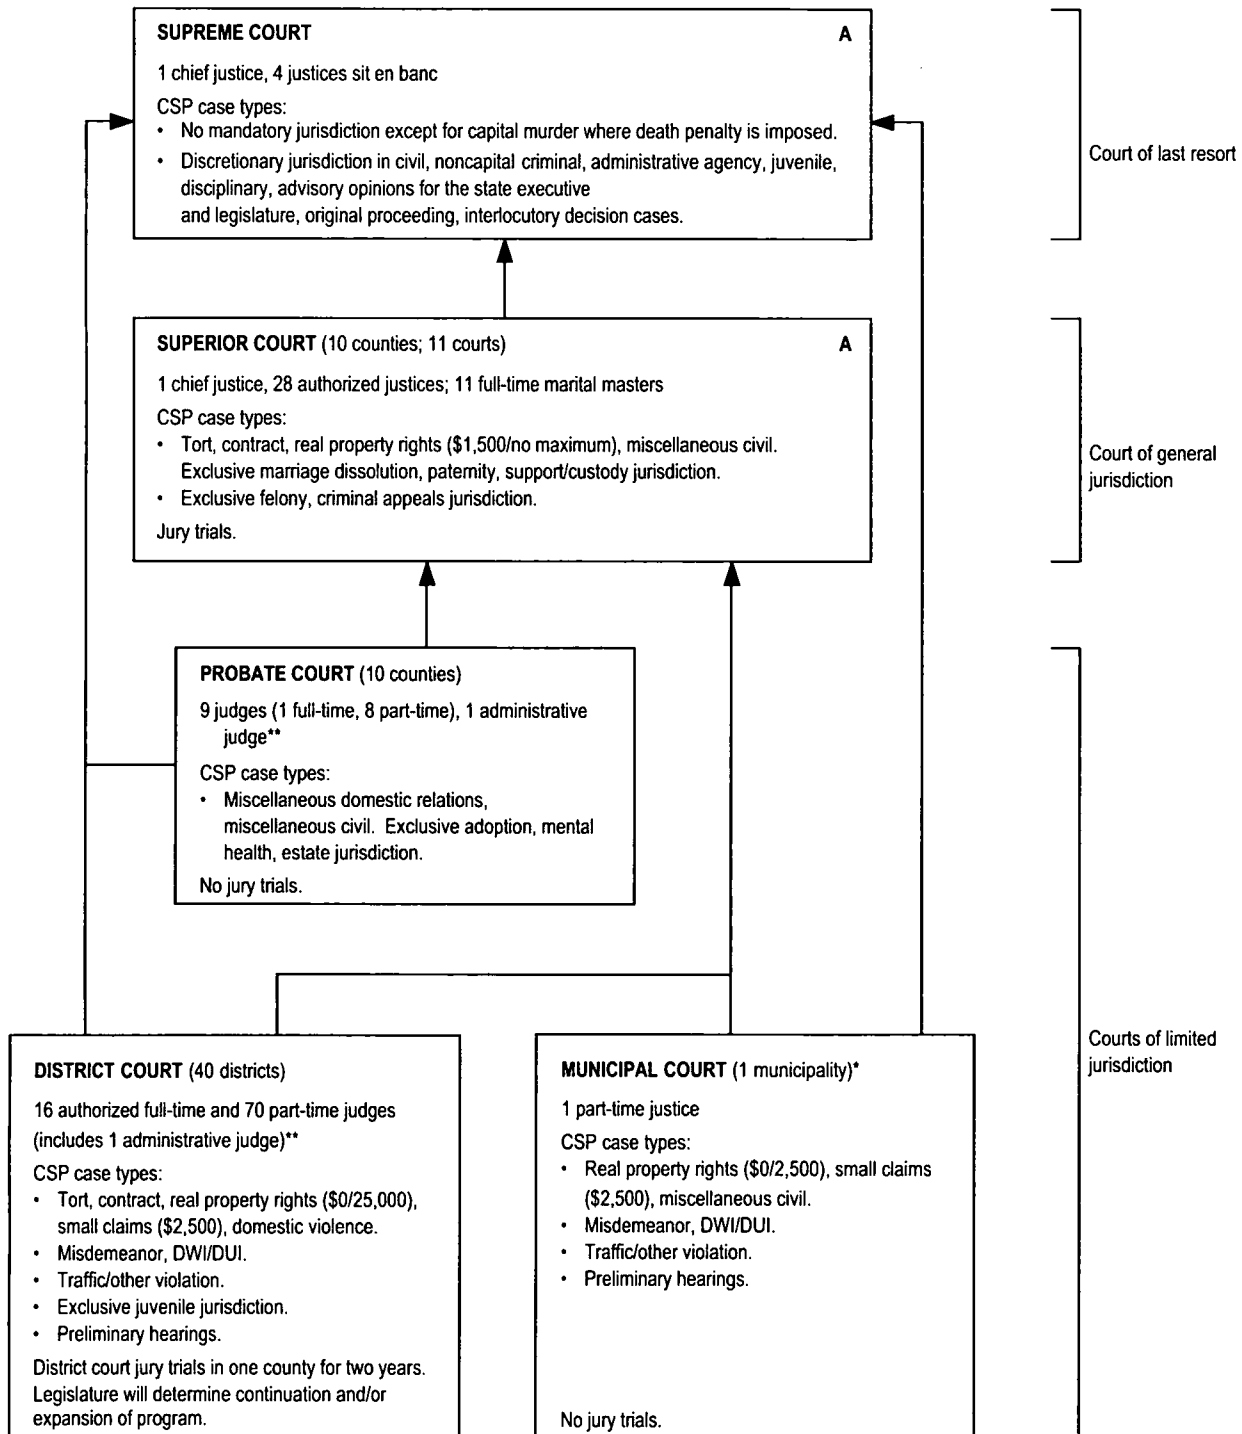 SUPREME COURT A
1 chief justice, 4 justices sit en banc
CSP case types:
• No mandatory jurisdiction except for capital murder where death penalty is imposed.
• Discretionary jurisdiction in civil, noncapital criminal, administrative agency, juvenile,
disciplinary, advisory opinions for the state executive
and legislature, original proceeding, interlocutory decision cases.
Court of last resort
SUPERIOR COURT (10 counties; 11 courts) A
1 chief justice, 28 authorized justices; 11 full-time marital masters
CSP case types:
• Tort, contract, real property rights ($1,500/no maximum), miscellaneous civil.
Exclusive marriage dissolution, paternity, support/custody jurisdiction.
• Exclusive felony, criminal appeals jurisdiction.
Jury trials.
Court of general
jurisdiction
PROBATE COURT (10 counties)
9 judges (1 full-time, 8 part-time), 1 administrative
judge**
CSP case types:
• Miscellaneous domestic relations,
miscellaneous civil. Exclusive adoption, mental
health, estate jurisdiction.
No jury trials.
DISTRICT COURT (40 districts)
16 authorized full-time and 70 part-time judges
(includes 1 administrative judge)**
CSP case types:
• Tort, contract, real property rights ($0/25,000),
small claims ($2,500), domestic violence.
• Misdemeanor, DWI/DUI.
• Traffic/other violation.
• Exclusive juvenile jurisdiction.
• Preliminary hearings.
District court jury trials in one county for two years.
Legislature will determine continuation and/or
expansion of program.
MUNICIPAL COURT (1 municipality)*
1 part-time justice
CSP case types:
• Real property rights ($0/2,500), small claims
($2,500), miscellaneous civil.
• Misdemeanor, DWI/DUI.
• Traffic/other violation.
• Preliminary hearings.
No jury trials.
Courts of limited
jurisdiction